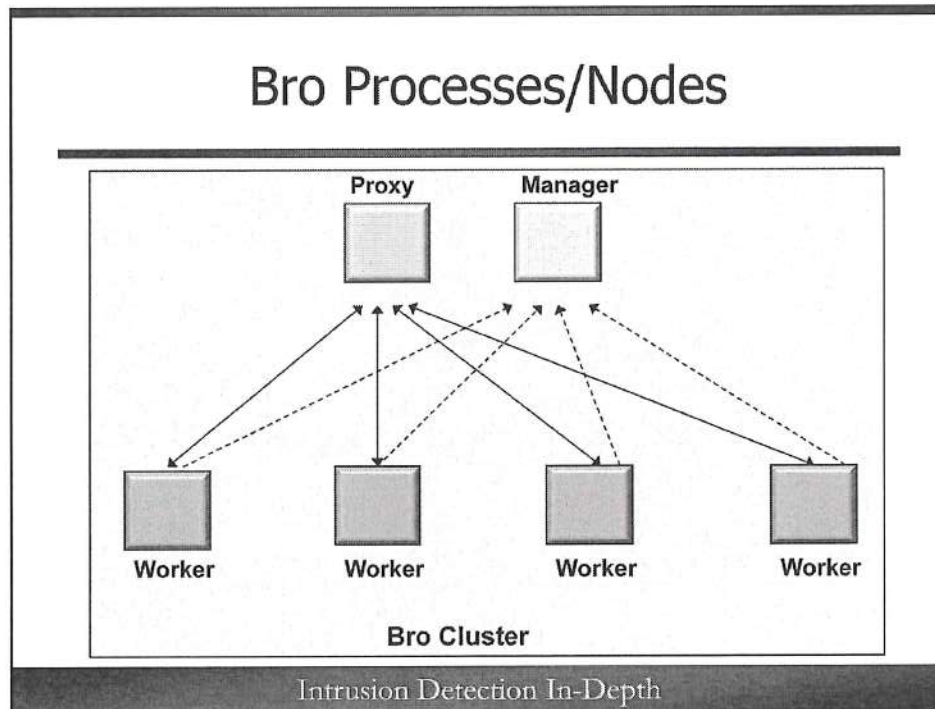 Bro Processes/Nodes
Proxy Manager
Worker Worker Worker Worker
Bro Cluster
Intrusion Detection In-Depth